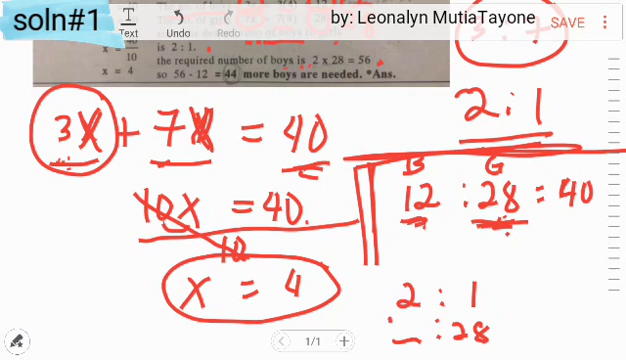 soln#1
by: Leonalyn MutiaTayone
SAVE
Undo
Redo
is 2 : 1.
10
the required number of boys is 2 x 28 = 56
x = 4
so 56 - 12 = 44 more boys are needed. *Ans.
3 : 7
2 : 1
3X + 7X = 40
B G
12 : 28 = 40
10X = 40
10
X = 4
2 : 1
_ : 28
1/1